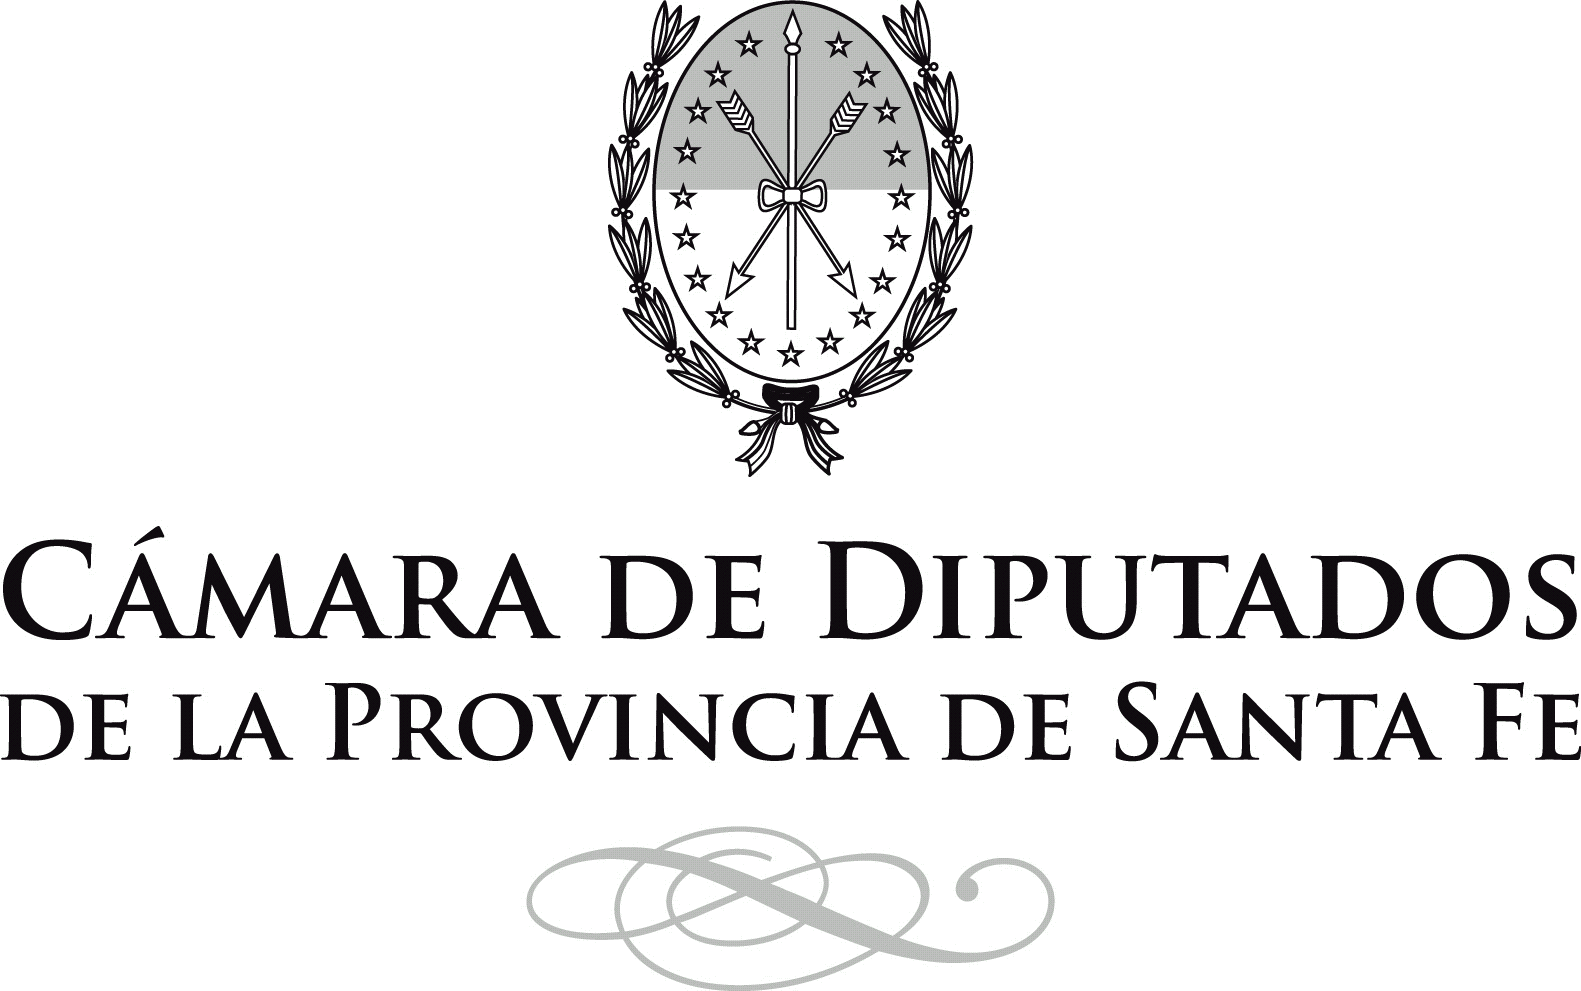 CÁMARA DE DIPUTADOS
DE LA PROVINCIA DE SANTA FE